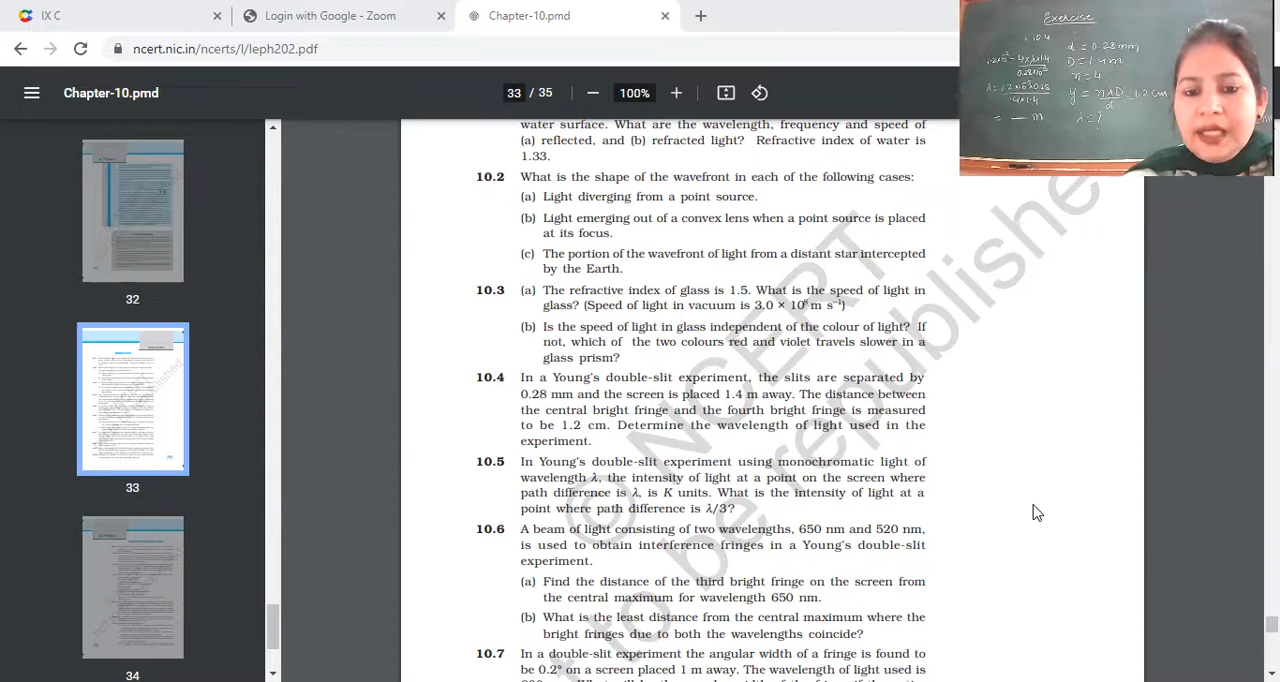 IX C
Login with Google - Zoom
Chapter-10.pmd
ncert.nic.in/ncerts/l/leph202.pdf
Chapter-10.pmd
33 / 35
100%
32
33
34
water surface. What are the wavelength, frequency and speed of
(a) reflected, and (b) refracted light? Refractive index of water is
1.33.
10.2 What is the shape of the wavefront in each of the following cases:
(a) Light diverging from a point source.
(b) Light emerging out of a convex lens when a point source is placed
at its focus.
(c) The portion of the wavefront of light from a distant star intercepted
by the Earth.
10.3 (a) The refractive index of glass is 1.5. What is the speed of light in
glass? (Speed of light in vacuum is 3.0 × 10⁸ m s⁻¹)
(b) Is the speed of light in glass independent of the colour of light? If
not, which of the two colours red and violet travels slower in a
glass prism?
10.4 In a Young's double-slit experiment, the slits are separated by
0.28 mm and the screen is placed 1.4 m away. The distance between
the central bright fringe and the fourth bright fringe is measured
to be 1.2 cm. Determine the wavelength of light used in the
experiment.
10.5 In Young's double-slit experiment using monochromatic light of
wavelength λ, the intensity of light at a point on the screen where
path difference is λ, is K units. What is the intensity of light at a
point where path difference is λ/3?
10.6 A beam of light consisting of two wavelengths, 650 nm and 520 nm,
is used to obtain interference fringes in a Young's double-slit
experiment.
(a) Find the distance of the third bright fringe on the screen from
the central maximum for wavelength 650 nm.
(b) What is the least distance from the central maximum where the
bright fringes due to both the wavelengths coincide?
10.7 In a double-slit experiment the angular width of a fringe is found to
be 0.2° on a screen placed 1 m away. The wavelength of light used is
© NCERT
not to be republished
Exercise
10.4
d = 0.28 mm
D = 1.4 m
n = 4
y = nλD/d = 1.2 cm
λ = ?
= — m